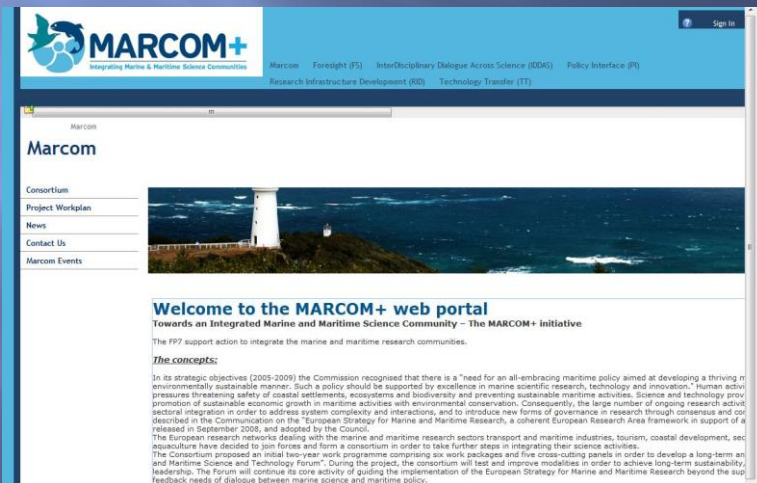 MARCOM+
Integrating Marine & Maritime Science Communities
? Sign In
Marcom Foresight (FS) InterDisciplinary Dialogue Across Science (IDDAS) Policy Interface (PI)
Research Infrastructure Development (RID) Technology Transfer (TT)
Marcom
Marcom
Consortium
Project Workplan
News
Contact Us
Marcom Events
Welcome to the MARCOM+ web portal
Towards an Integrated Marine and Maritime Science Community – The MARCOM+ initiative
The FP7 support action to integrate the marine and maritime research communities.
The concepts:
In its strategic objectives (2005-2009) the Commission recognised that there is a "need for an all-embracing maritime policy aimed at developing a thriving m
environmentally sustainable manner. Such a policy should be supported by excellence in marine scientific research, technology and innovation." Human activi
pressures threatening safety of coastal settlements, ecosystems and biodiversity and preventing sustainable maritime activities. Science and technology prov
promotion of sustainable economic growth in maritime activities with environmental conservation. Consequently, the large number of ongoing research activit
sectoral integration in order to address system complexity and interactions, and to introduce new forms of governance in research through consensus and co
described in the Communication on the "European Strategy for Marine and Maritime Research, a coherent European Research Area framework in support of a
released in September 2008, and adopted by the Council.
The European research networks dealing with the marine and maritime research sectors transport and maritime industries, tourism, coastal development, sec
aquaculture have decided to join forces and form a consortium in order to take further steps in integrating their science activities.
The Consortium proposed an initial two-year work programme comprising six work packages and five cross-cutting panels in order to develop a long-term an
and Maritime Science and Technology Forum". During the project, the consortium will test and improve modalities in order to achieve long-term sustainability,
leadership. The Forum will continue its core activity of guiding the implementation of the European Strategy for Marine and Maritime Research beyond the sup
feedback needs of dialogue between marine science and maritime policy.